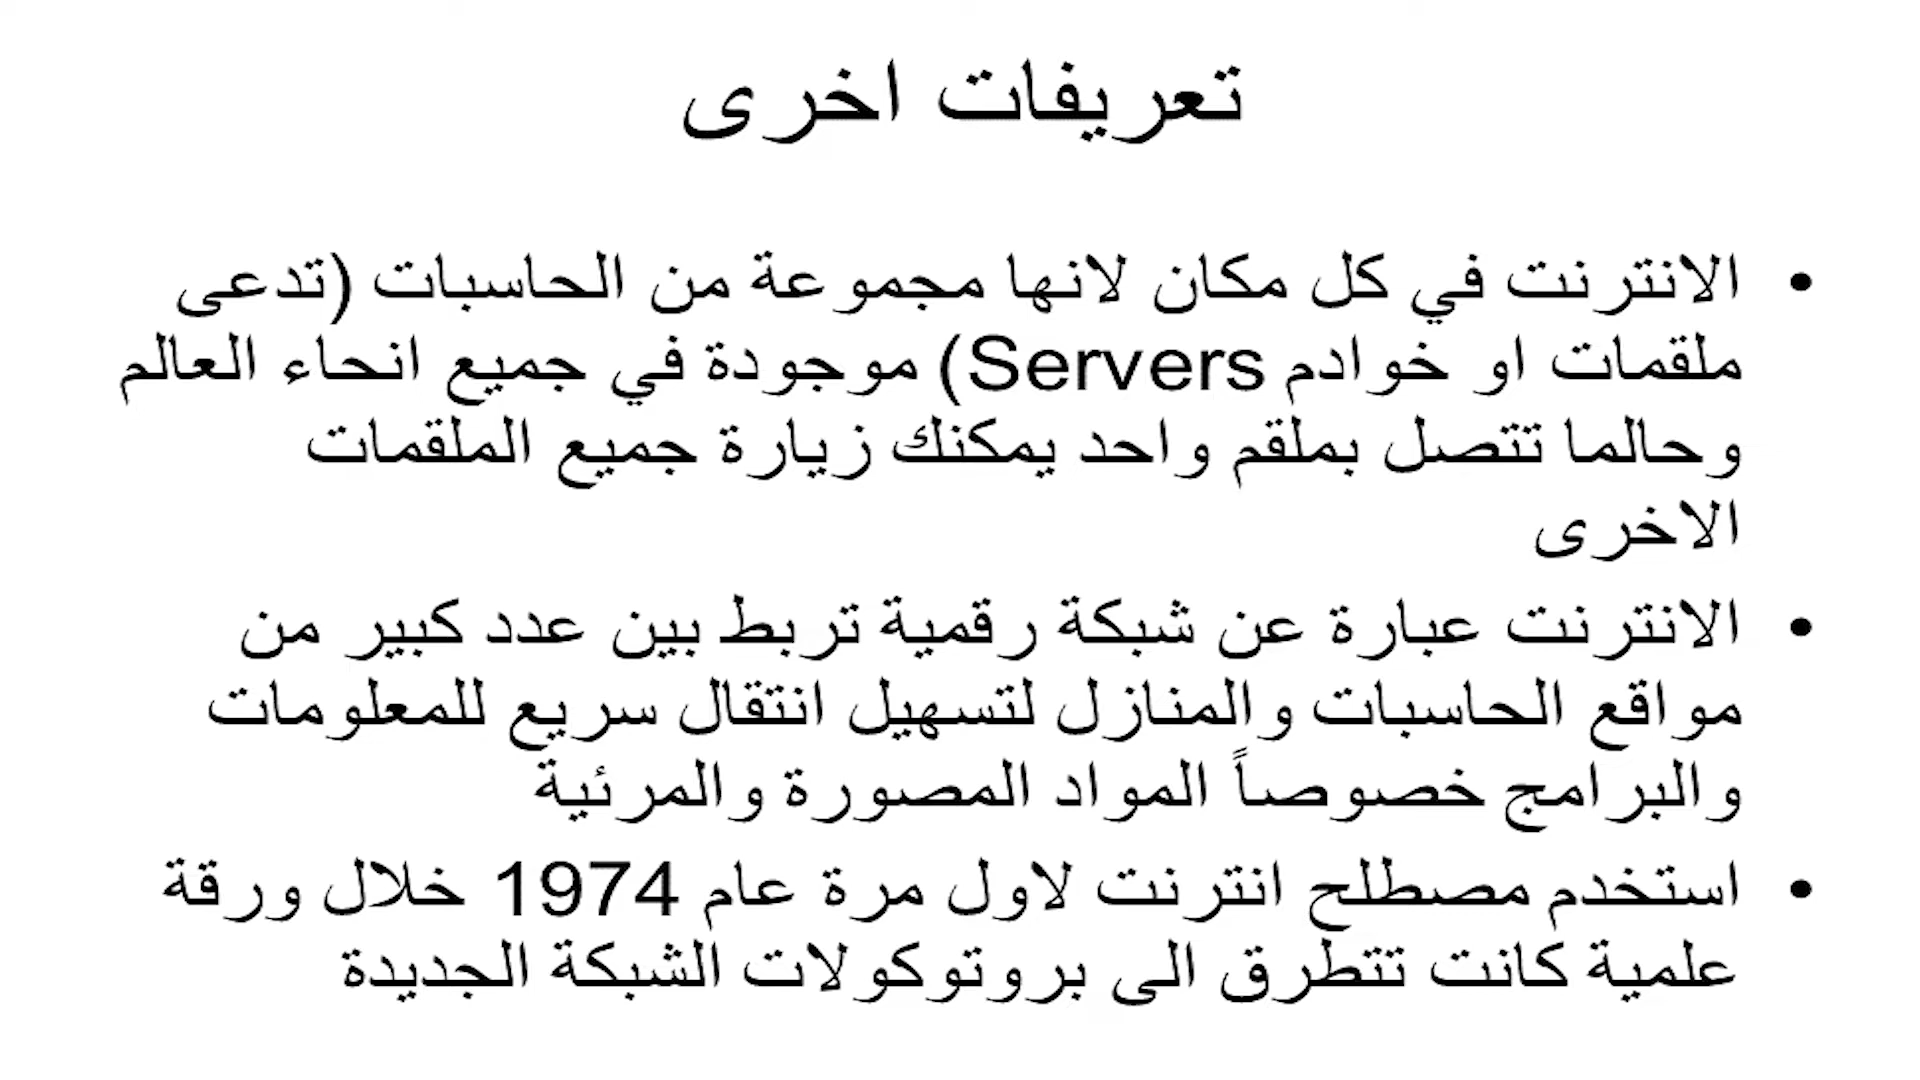 تعريفات اخرى
• الانترنت في كل مكان لانها مجموعة من الحاسبات (تدعى
ملقمات او خوادم Servers) موجودة في جميع انحاء العالم
وحالما تتصل بملقم واحد يمكنك زيارة جميع الملقمات
الاخرى
• الانترنت عبارة عن شبكة رقمية تربط بين عدد كبير من
مواقع الحاسبات والمنازل لتسهيل انتقال سريع للمعلومات
والبرامج خصوصاً المواد المصورة والمرئية
• استخدم مصطلح انترنت لاول مرة عام 1974 خلال ورقة
علمية كانت تتطرق الى بروتوكولات الشبكة الجديدة